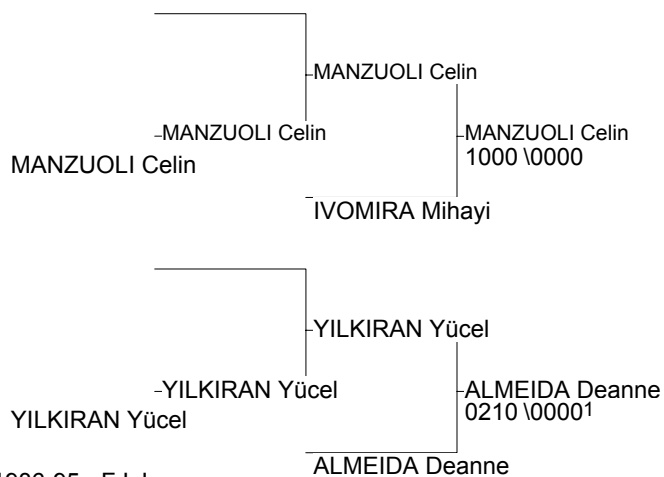 MANZUOLI Celin
MANZUOLI Celin
MANZUOLI Celin
1000 \0000
MANZUOLI Celin
IVOMIRA Mihayi
YILKIRAN Yücel
YILKIRAN Yücel
ALMEIDA Deanne
0210 \00001
YILKIRAN Yücel
ALMEIDA Deanne